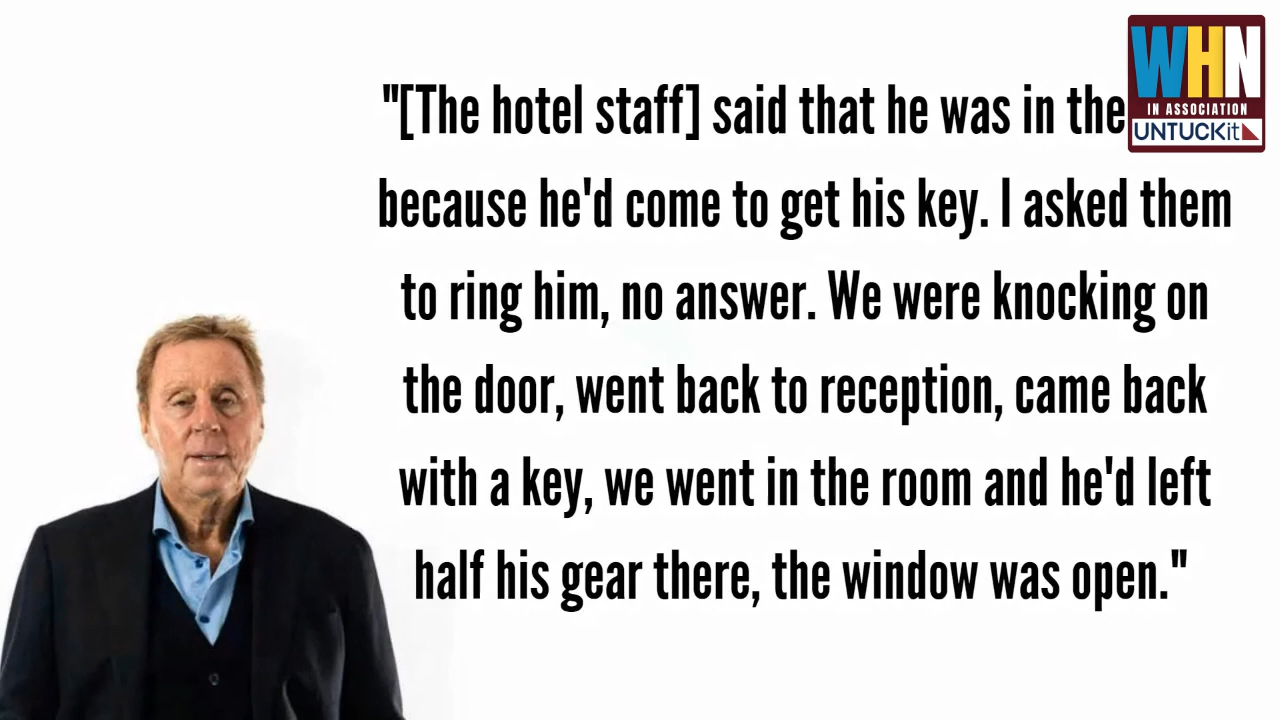 WHN
IN ASSOCIATION
UNTUCKit
"[The hotel staff] said that he was in the
because he'd come to get his key. I asked them
to ring him, no answer. We were knocking on
the door, went back to reception, came back
with a key, we went in the room and he'd left
half his gear there, the window was open."